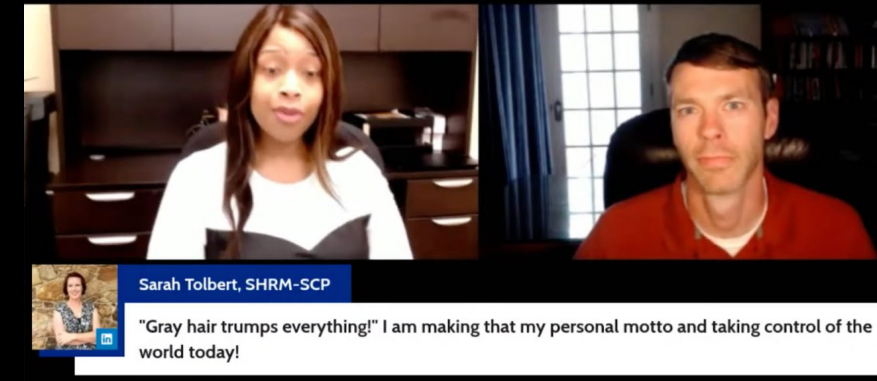 Sarah Tolbert, SHRM-SCP
in
"Gray hair trumps everything!" I am making that my personal motto and taking control of the
world today!